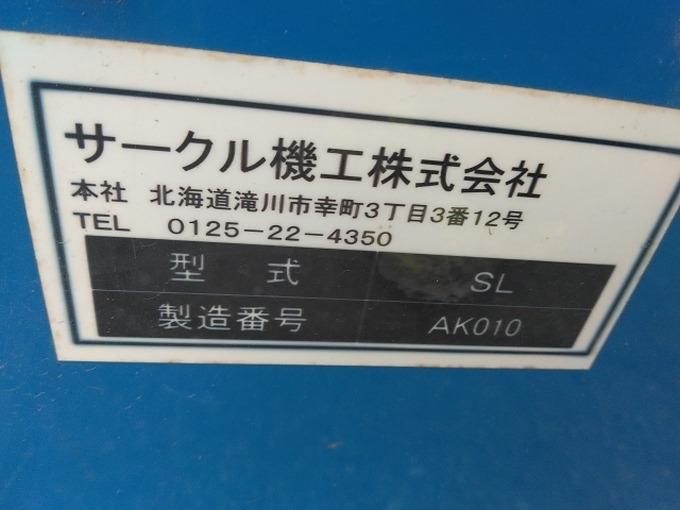 サークル機工株式会社
本社 北海道滝川市幸町3丁目3番12号
TEL 0125-22-4350
型式 SL
製造番号 AK010